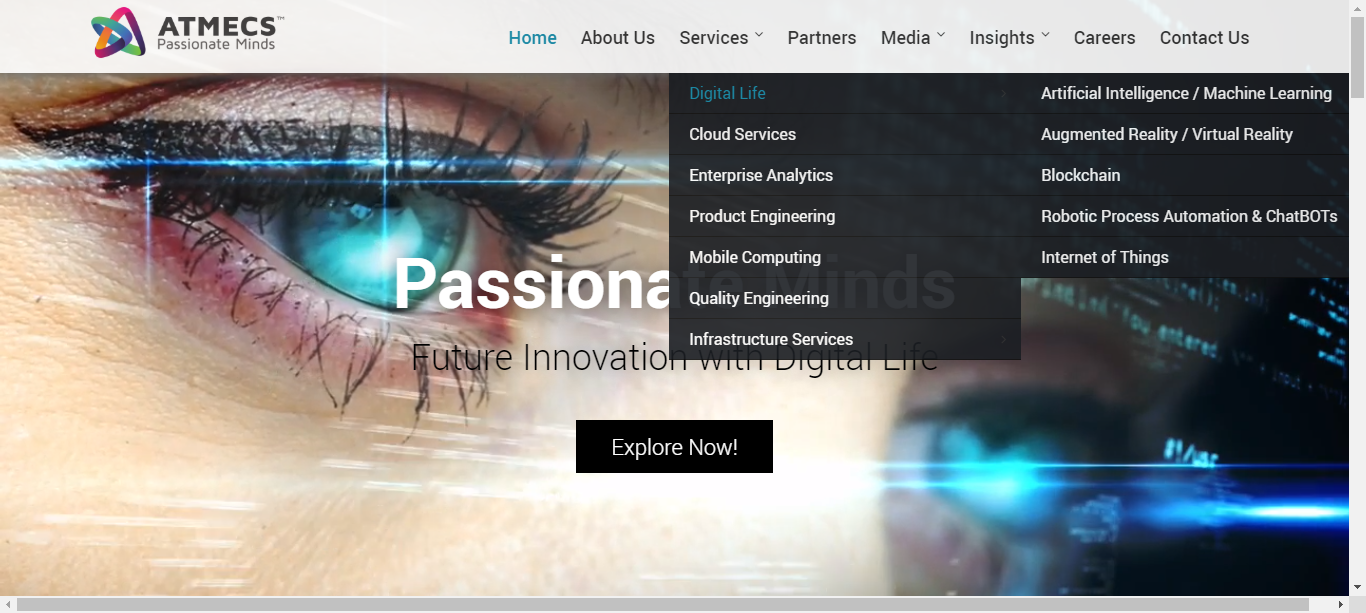 ATMECS™
Passionate Minds
Home About Us Services Partners Media Insights Careers Contact Us
Digital Life
Cloud Services
Enterprise Analytics
Product Engineering
Mobile Computing
Quality Engineering
Infrastructure Services
Artificial Intelligence / Machine Learning
Augmented Reality / Virtual Reality
Blockchain
Robotic Process Automation & ChatBOTs
Internet of Things
Passionate Minds
Future Innovation with Digital Life
Explore Now!